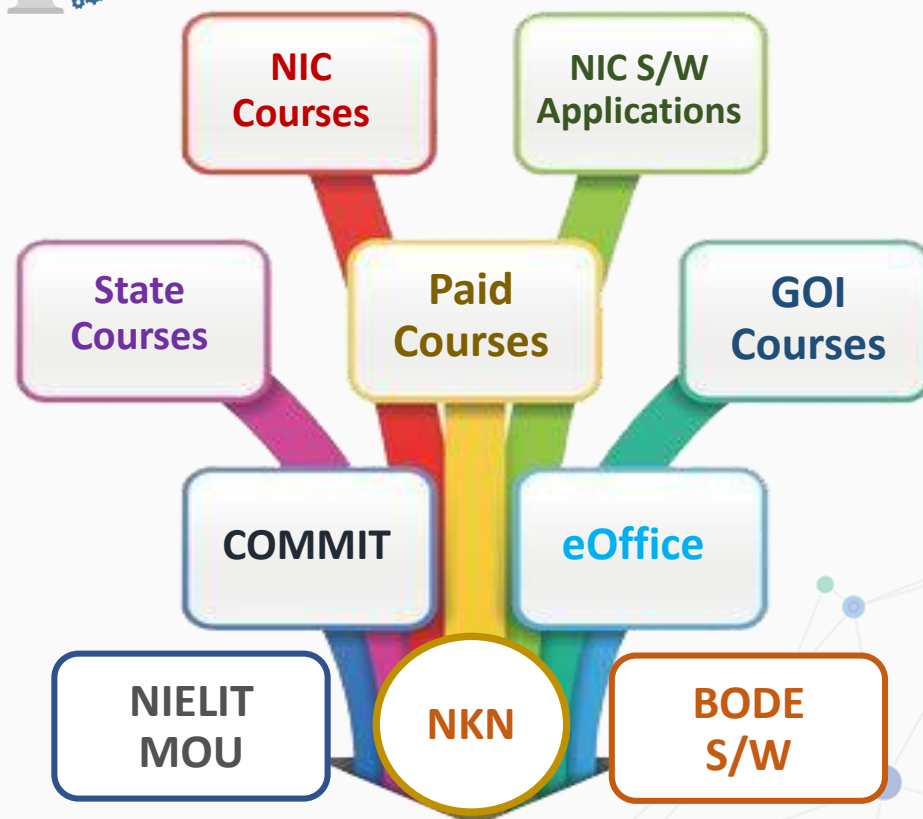 NIC
Courses
NIC S/W
Applications
State
Courses
Paid
Courses
GOI
Courses
COMMIT
eOffice
NIELIT
MOU
NKN
BODE
S/W